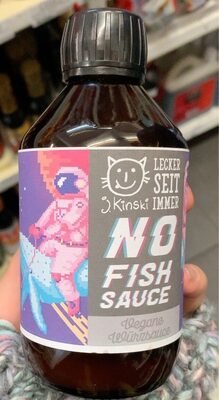 LECKER
SEIT
IMMER
J. Kinski
NO
FISH
SAUCE
Vegane
Würzsauce